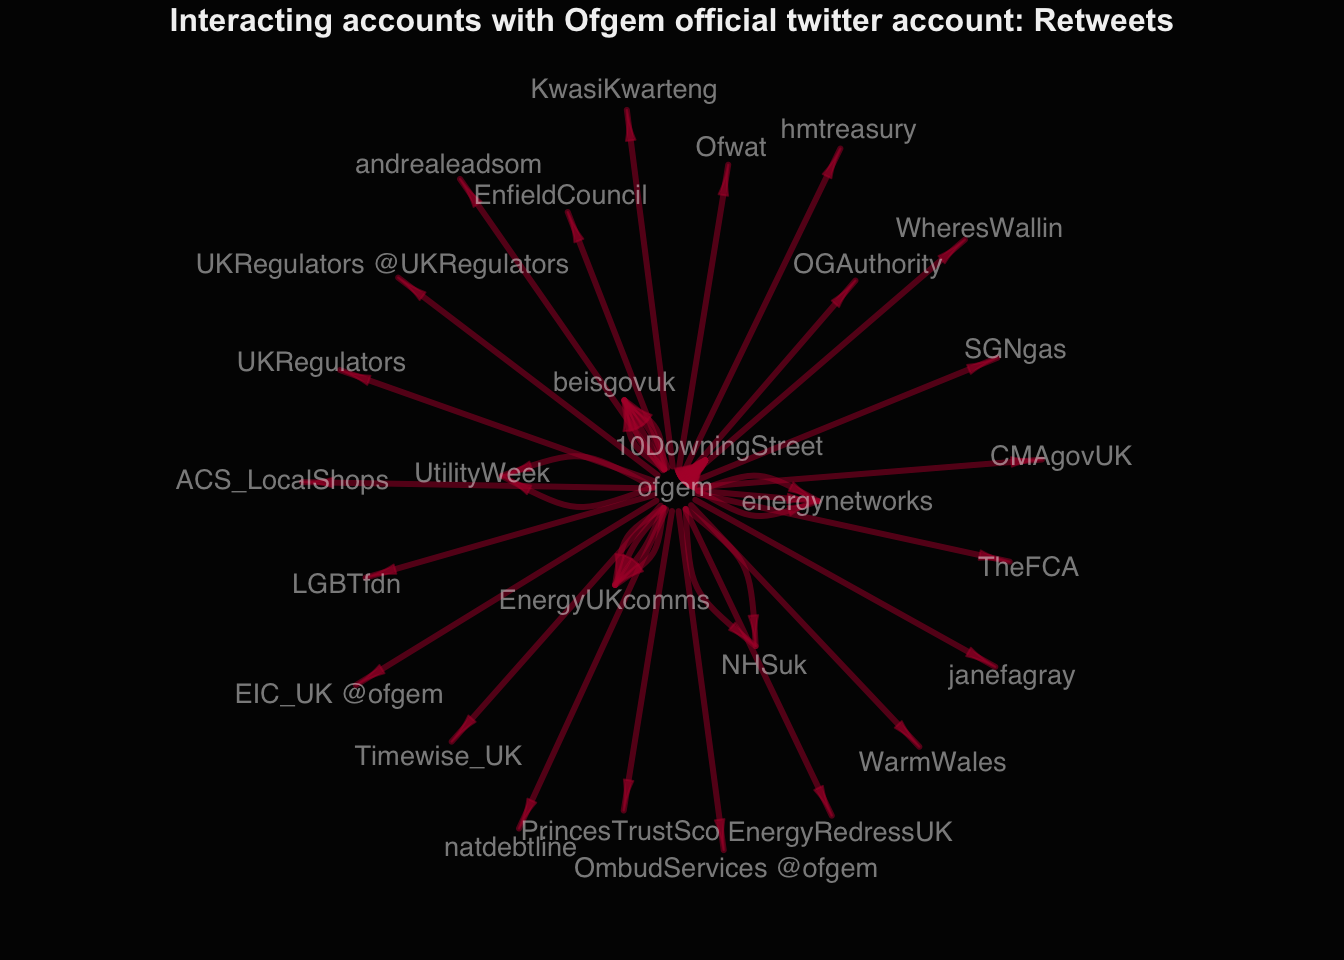 Interacting accounts with Ofgem official twitter account: Retweets
KwasiKwarteng
hmtreasury
Ofwat
andrealeadsom
EnfieldCouncil
WheresWallin
UKRegulators @UKRegulators
OGAuthority
SGNgas
UKRegulators
beisgovuk
10DowningStreet
CMAgovUK
UtilityWeek
ACS_LocalShops
ofgem
energynetworks
TheFCA
LGBTfdn
EnergyUKcomms
NHSuk
janefagray
EIC_UK @ofgem
Timewise_UK
WarmWales
PrincesTrustSco
EnergyRedressUK
natdebtline
OmbudServices @ofgem